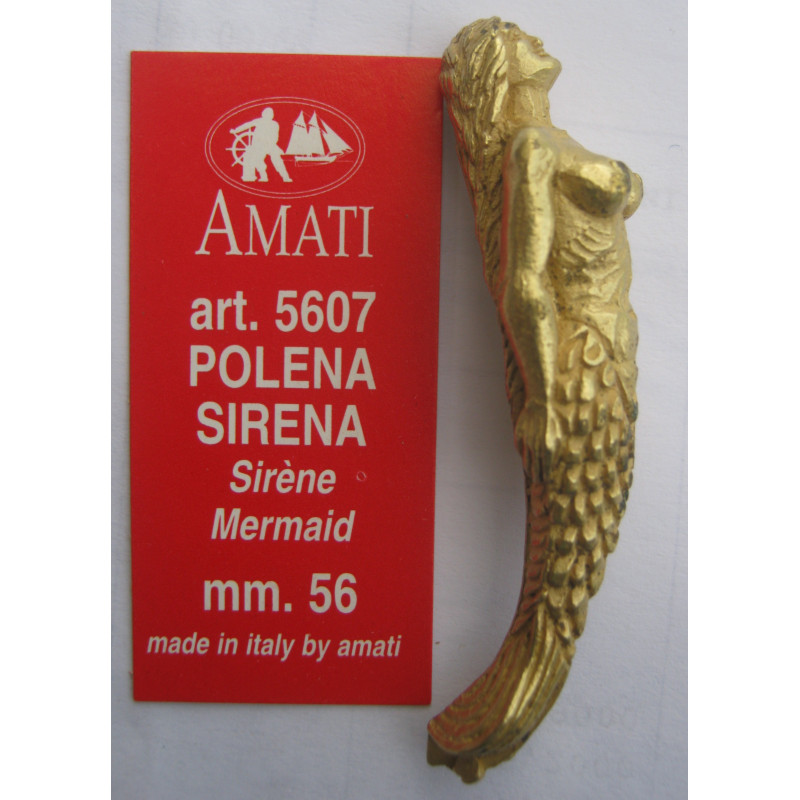 AMATI
art. 5607
POLENA
SIRENA
Sirène
Mermaid
mm. 56
made in italy by amati